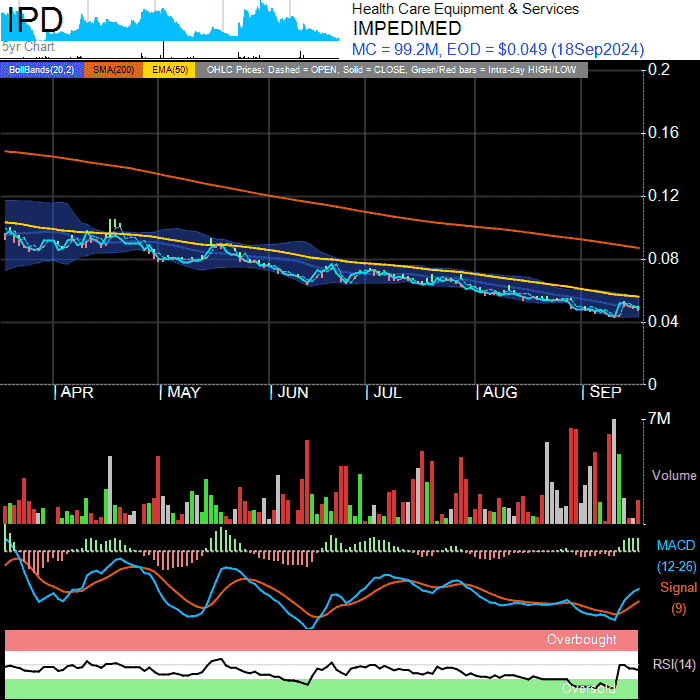 IPD
5yr Chart
Health Care Equipment & Services
IMPEDIMED
MC = 99.2M, EOD = $0.049 (18Sep2024)
BollBands(20,2) SMA(200) EMA(50) OHLC Prices: Dashed = OPEN, Solid = CLOSE, Green/Red bars = Intra-day HIGH/LOW
0.2
0.16
0.12
0.08
0.04
0
APR MAY JUN JUL AUG SEP
7M
Volume
MACD
(12-26)
Signal
(9)
Overbought
RSI(14)
Oversold